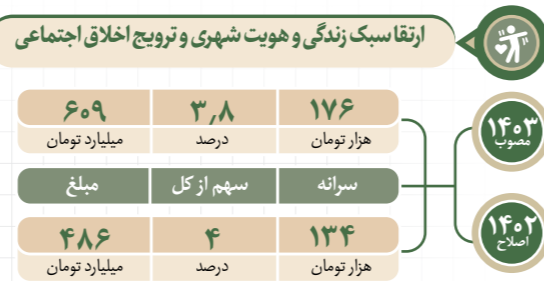 ارتقا سبک زندگی و هویت شهری و ترویج اخلاق اجتماعی
۱۴۰۳
مصوب
۱۷۶ ۳٫۸ ۶۰۹
هزار تومان درصد میلیارد تومان
سرانه سهم از کل مبلغ
۱۴۰۲
اصلاح
۱۳۴ ۴ ۴۸۶
هزار تومان درصد میلیارد تومان